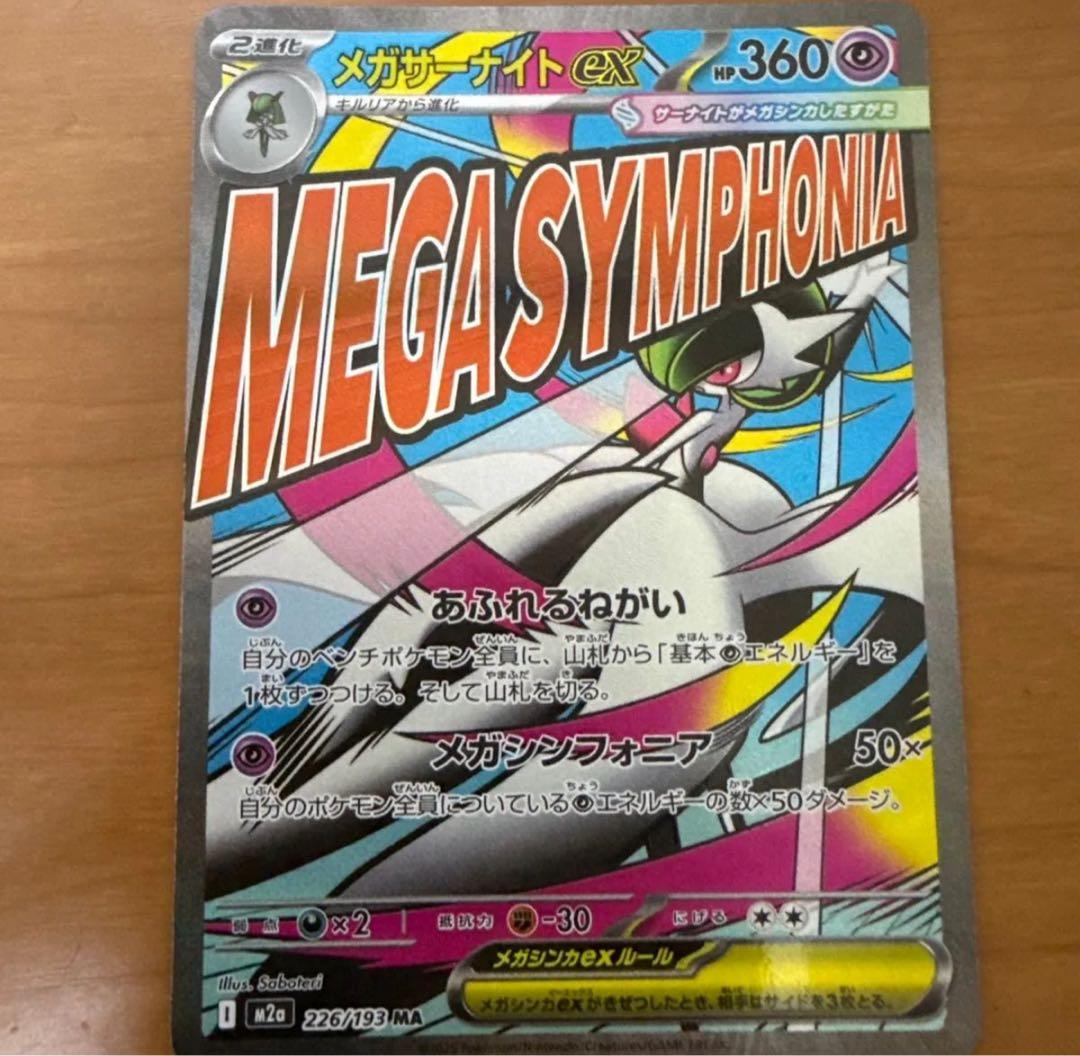 2進化
メガサーナイトex
HP360
キルリアから進化
サーナイトがメガシンカしたすがた
MEGA SYMPHONIA
あふれるねがい
自分のベンチポケモン全員に、山札から「基本エネルギー」を
1枚ずつつける。そして山札を切る。
メガシンフォニア 50×
自分のポケモン全員についているエネルギーの数×50ダメージ。
弱点 ×2 抵抗力 -30 にげる
メガシンカexルール
メガシンカexがきぜつしたとき、相手はサイドを3枚とる。
Illus. Saboteri
I m2a 226/193 MA